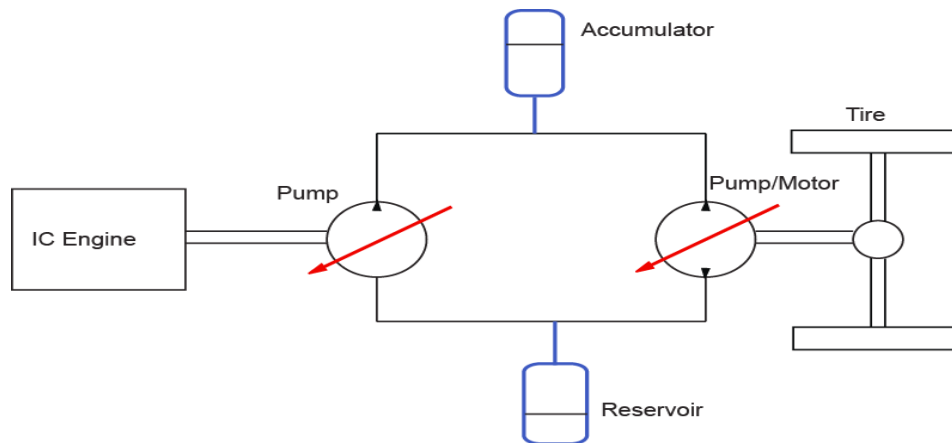 Accumulator
Tire
Pump
Pump/Motor
IC Engine
Reservoir